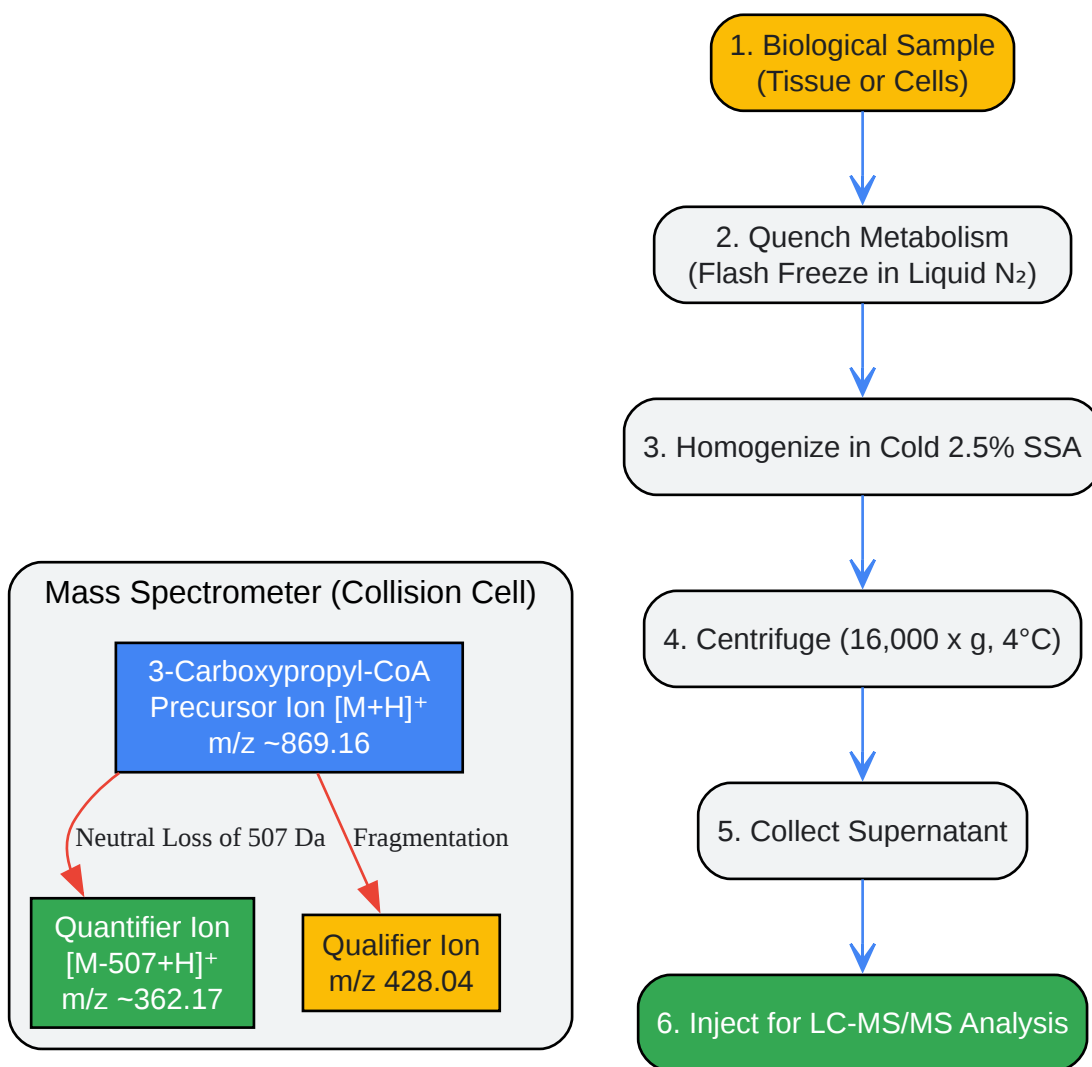 1. Biological Sample
(Tissue or Cells)
2. Quench Metabolism
(Flash Freeze in Liquid N₂)
3. Homogenize in Cold 2.5% SSA
4. Centrifuge (16,000 x g, 4°C)
5. Collect Supernatant
6. Inject for LC-MS/MS Analysis
Mass Spectrometer (Collision Cell)
3-Carboxypropyl-CoA
Precursor Ion [M+H]⁺
m/z ~869.16
Neutral Loss of 507 Da
Fragmentation
Quantifier Ion
[M-507+H]⁺
m/z ~362.17
Qualifier Ion
m/z 428.04